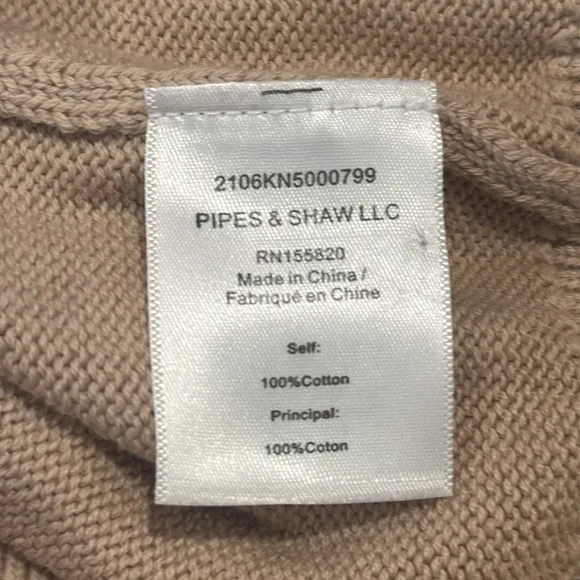 2106KN5000799
PIPES & SHAW LLC
RN155820
Made in China /
Fabriqué en Chine
Self:
100%Cotton
Principal:
100%Coton